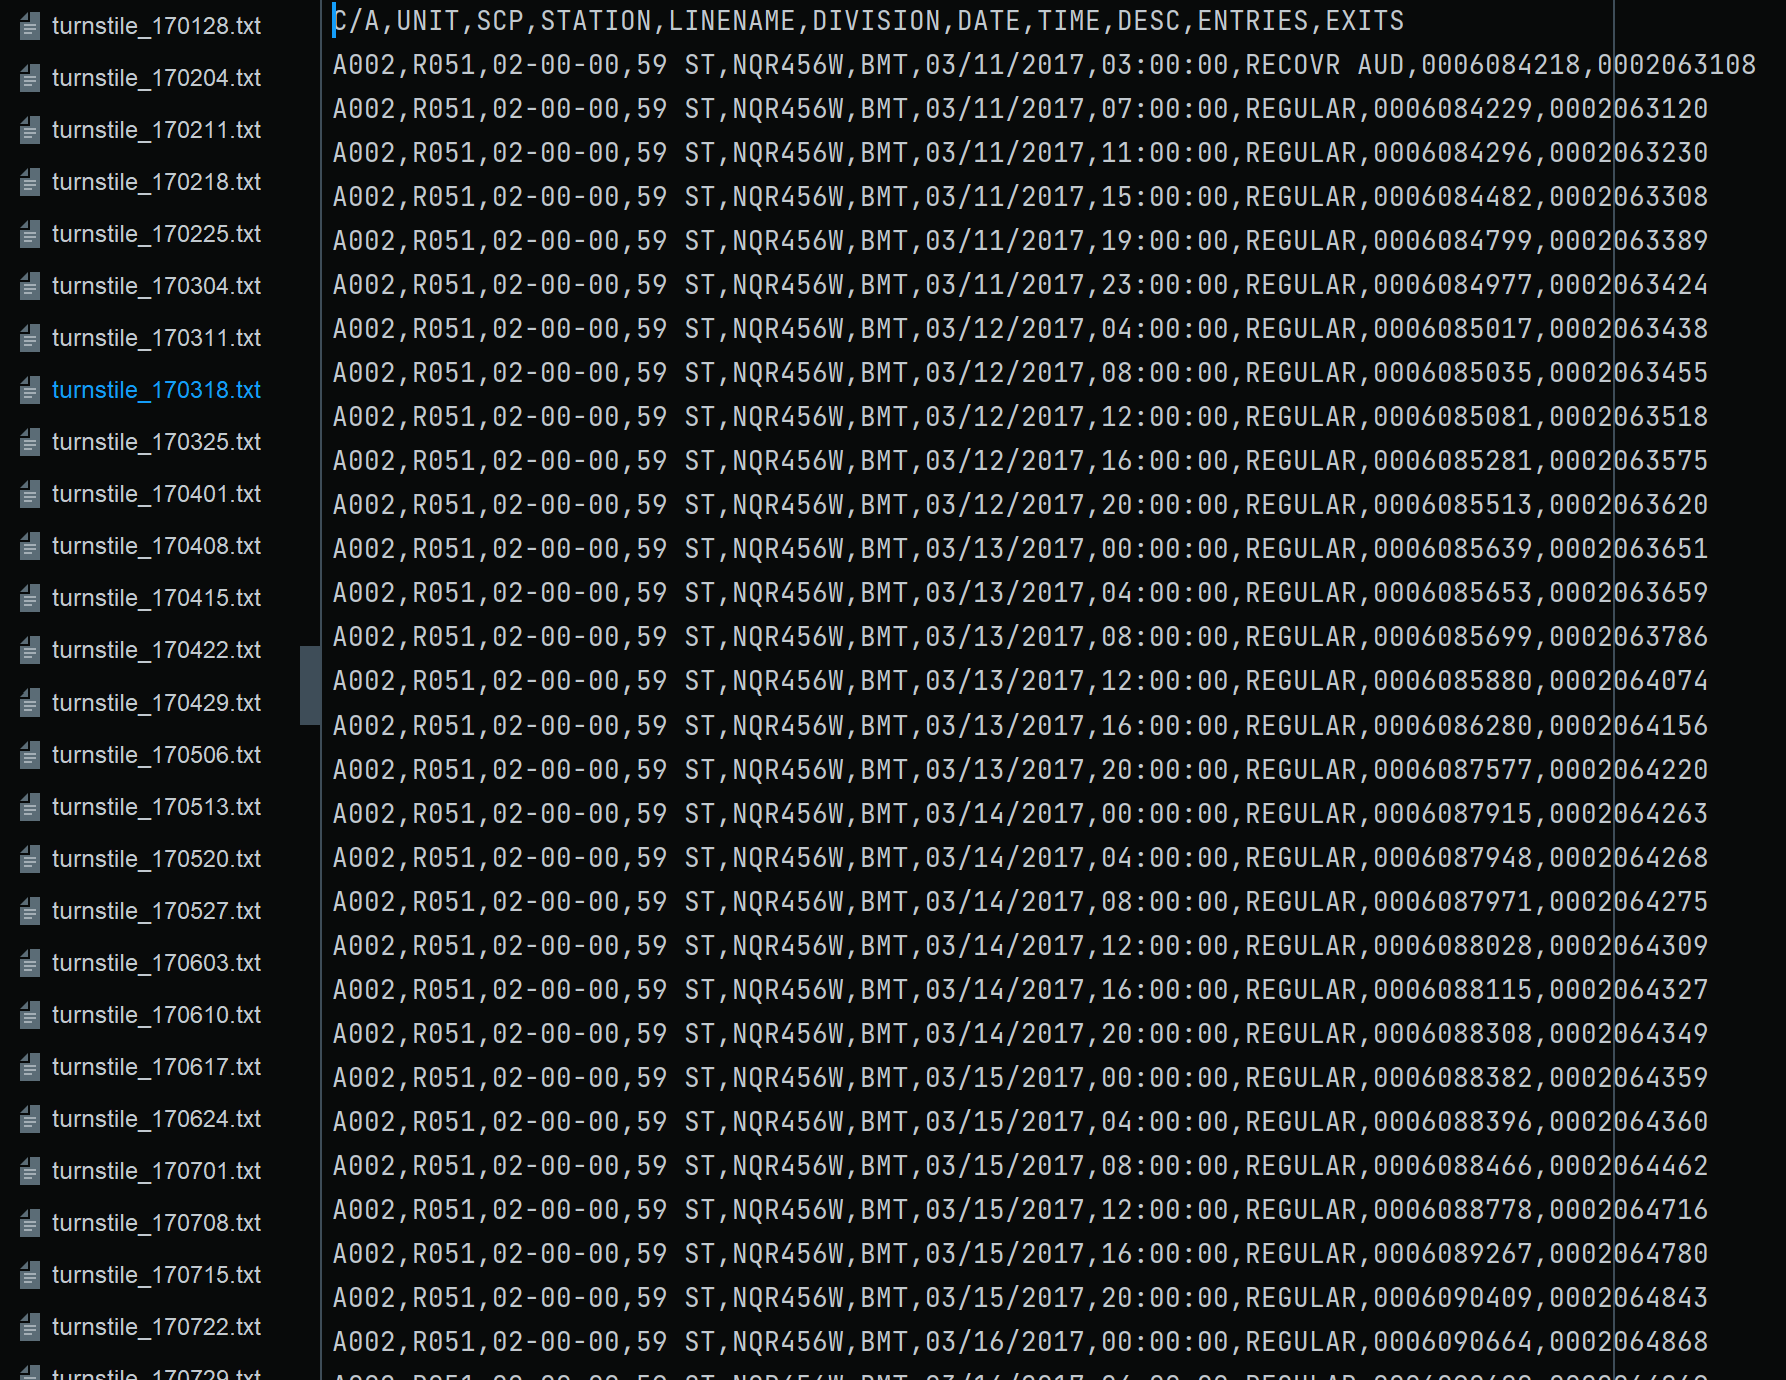 turnstile_170128.txt
turnstile_170204.txt
turnstile_170211.txt
turnstile_170218.txt
turnstile_170225.txt
turnstile_170304.txt
turnstile_170311.txt
turnstile_170318.txt
turnstile_170325.txt
turnstile_170401.txt
turnstile_170408.txt
turnstile_170415.txt
turnstile_170422.txt
turnstile_170429.txt
turnstile_170506.txt
turnstile_170513.txt
turnstile_170520.txt
turnstile_170527.txt
turnstile_170603.txt
turnstile_170610.txt
turnstile_170617.txt
turnstile_170624.txt
turnstile_170701.txt
turnstile_170708.txt
turnstile_170715.txt
turnstile_170722.txt
turnstile_170729.txt
C/A,UNIT,SCP,STATION,LINENAME,DIVISION,DATE,TIME,DESC,ENTRIES,EXITS
A002,R051,02-00-00,59 ST,NQR456W,BMT,03/11/2017,03:00:00,RECOVR AUD,0006084218,0002063108
A002,R051,02-00-00,59 ST,NQR456W,BMT,03/11/2017,07:00:00,REGULAR,0006084229,0002063120
A002,R051,02-00-00,59 ST,NQR456W,BMT,03/11/2017,11:00:00,REGULAR,0006084296,0002063230
A002,R051,02-00-00,59 ST,NQR456W,BMT,03/11/2017,15:00:00,REGULAR,0006084482,0002063308
A002,R051,02-00-00,59 ST,NQR456W,BMT,03/11/2017,19:00:00,REGULAR,0006084799,0002063389
A002,R051,02-00-00,59 ST,NQR456W,BMT,03/11/2017,23:00:00,REGULAR,0006084977,0002063424
A002,R051,02-00-00,59 ST,NQR456W,BMT,03/12/2017,04:00:00,REGULAR,0006085017,0002063438
A002,R051,02-00-00,59 ST,NQR456W,BMT,03/12/2017,08:00:00,REGULAR,0006085035,0002063455
A002,R051,02-00-00,59 ST,NQR456W,BMT,03/12/2017,12:00:00,REGULAR,0006085081,0002063518
A002,R051,02-00-00,59 ST,NQR456W,BMT,03/12/2017,16:00:00,REGULAR,0006085281,0002063575
A002,R051,02-00-00,59 ST,NQR456W,BMT,03/12/2017,20:00:00,REGULAR,0006085513,0002063620
A002,R051,02-00-00,59 ST,NQR456W,BMT,03/13/2017,00:00:00,REGULAR,0006085639,0002063651
A002,R051,02-00-00,59 ST,NQR456W,BMT,03/13/2017,04:00:00,REGULAR,0006085653,0002063659
A002,R051,02-00-00,59 ST,NQR456W,BMT,03/13/2017,08:00:00,REGULAR,0006085699,0002063786
A002,R051,02-00-00,59 ST,NQR456W,BMT,03/13/2017,12:00:00,REGULAR,0006085880,0002064074
A002,R051,02-00-00,59 ST,NQR456W,BMT,03/13/2017,16:00:00,REGULAR,0006086280,0002064156
A002,R051,02-00-00,59 ST,NQR456W,BMT,03/13/2017,20:00:00,REGULAR,0006087577,0002064220
A002,R051,02-00-00,59 ST,NQR456W,BMT,03/14/2017,00:00:00,REGULAR,0006087915,0002064263
A002,R051,02-00-00,59 ST,NQR456W,BMT,03/14/2017,04:00:00,REGULAR,0006087948,0002064268
A002,R051,02-00-00,59 ST,NQR456W,BMT,03/14/2017,08:00:00,REGULAR,0006087971,0002064275
A002,R051,02-00-00,59 ST,NQR456W,BMT,03/14/2017,12:00:00,REGULAR,0006088028,0002064309
A002,R051,02-00-00,59 ST,NQR456W,BMT,03/14/2017,16:00:00,REGULAR,0006088115,0002064327
A002,R051,02-00-00,59 ST,NQR456W,BMT,03/14/2017,20:00:00,REGULAR,0006088308,0002064349
A002,R051,02-00-00,59 ST,NQR456W,BMT,03/15/2017,00:00:00,REGULAR,0006088382,0002064359
A002,R051,02-00-00,59 ST,NQR456W,BMT,03/15/2017,04:00:00,REGULAR,0006088396,0002064360
A002,R051,02-00-00,59 ST,NQR456W,BMT,03/15/2017,08:00:00,REGULAR,0006088466,0002064462
A002,R051,02-00-00,59 ST,NQR456W,BMT,03/15/2017,12:00:00,REGULAR,0006088778,0002064716
A002,R051,02-00-00,59 ST,NQR456W,BMT,03/15/2017,16:00:00,REGULAR,0006089267,0002064780
A002,R051,02-00-00,59 ST,NQR456W,BMT,03/15/2017,20:00:00,REGULAR,0006090409,0002064843
A002,R051,02-00-00,59 ST,NQR456W,BMT,03/16/2017,00:00:00,REGULAR,0006090664,0002064868